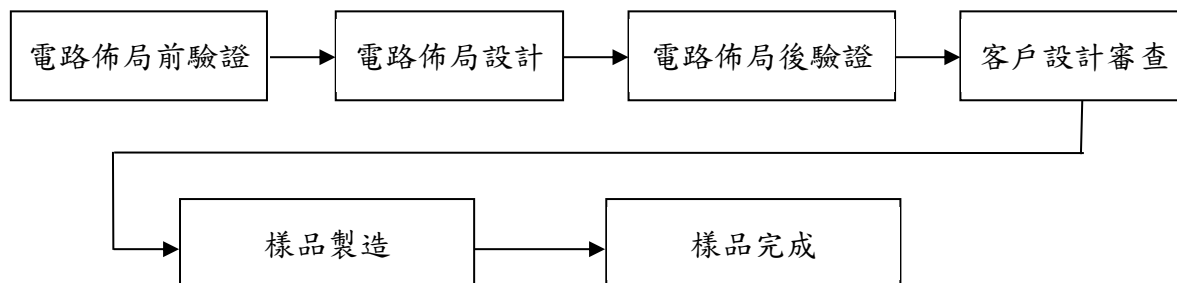 電路佈局前驗證
電路佈局設計
電路佈局後驗證
客戶設計審查
樣品製造
樣品完成